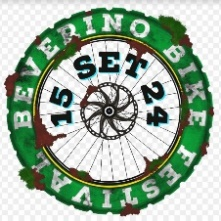 BEVERINO BIKE FESTIVAL
15 SET 24